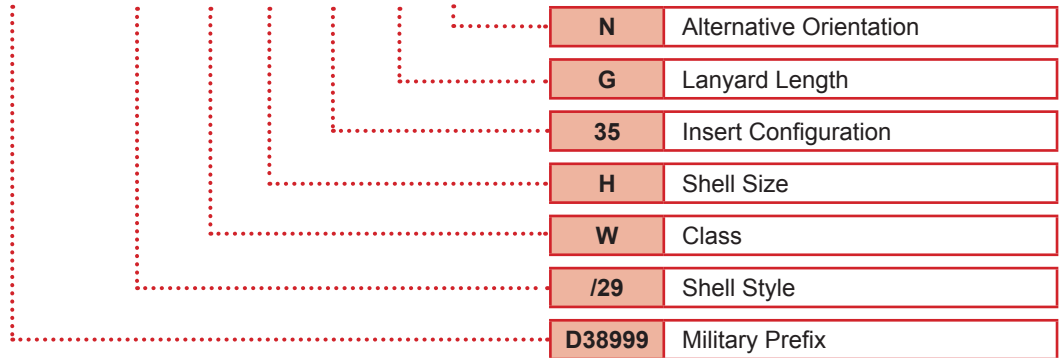 N Alternative Orientation
G Lanyard Length
35 Insert Configuration
H Shell Size
W Class
/29 Shell Style
D38999 Military Prefix